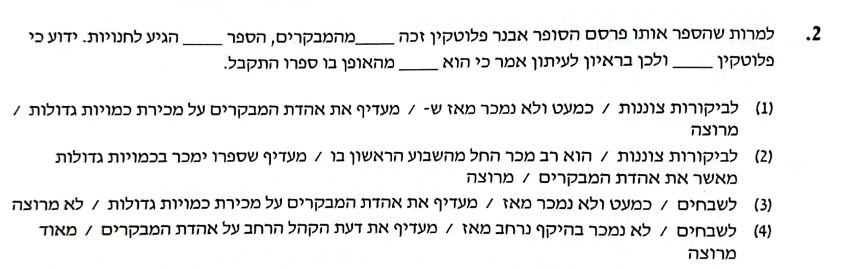 2. למרות שהספר אותו פרסם הסופר אבנר פלוטקין זכה _____מהמבקרים, הספר _____ הגיע לחנויות. ידוע כי
פלוטקין _____ ולכן בראיון לעיתון אמר כי הוא _____ מהאופן בו ספרו התקבל.
(1) לביקורות צוננות / כמעט ולא נמכר מאז ש- / מעדיף את אהדת המבקרים על מכירת כמויות גדולות /
מרוצה
(2) לביקורות צוננות / הוא רב מכר החל מהשבוע הראשון בו / מעדיף שספרו ימכר בכמויות גדולות
מאשר את אהדת המבקרים / מרוצה
(3) לשבחים / כמעט ולא נמכר מאז / מעדיף את אהדת המבקרים על מכירת כמויות גדולות / לא מרוצה
(4) לשבחים / לא נמכר בהיקף נרחב מאז / מעדיף את דעת הקהל הרחב על אהדת המבקרים / מאוד
מרוצה